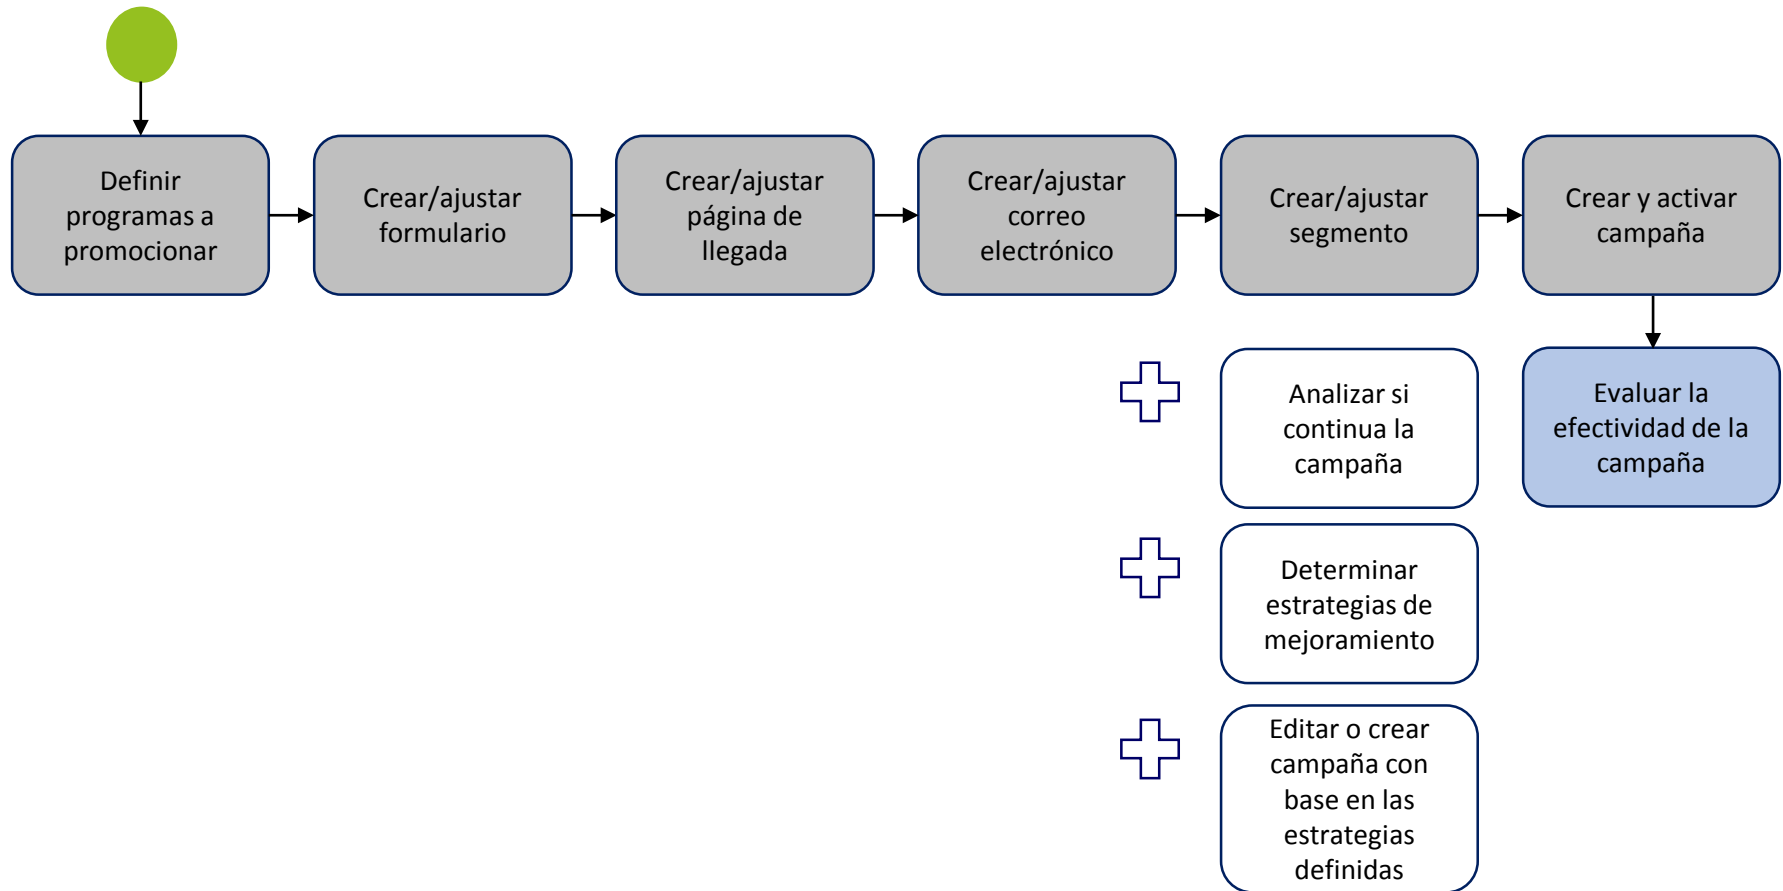 Definir
programas a
promocionar
Crear/ajustar
formulario
Crear/ajustar
página de
llegada
Crear/ajustar
correo
electrónico
Crear/ajustar
segmento
Crear y activar
campaña
Analizar si
continua la
campaña
Evaluar la
efectividad de la
campaña
Determinar
estrategias de
mejoramiento
Editar o crear
campaña con
base en las
estrategias
definidas